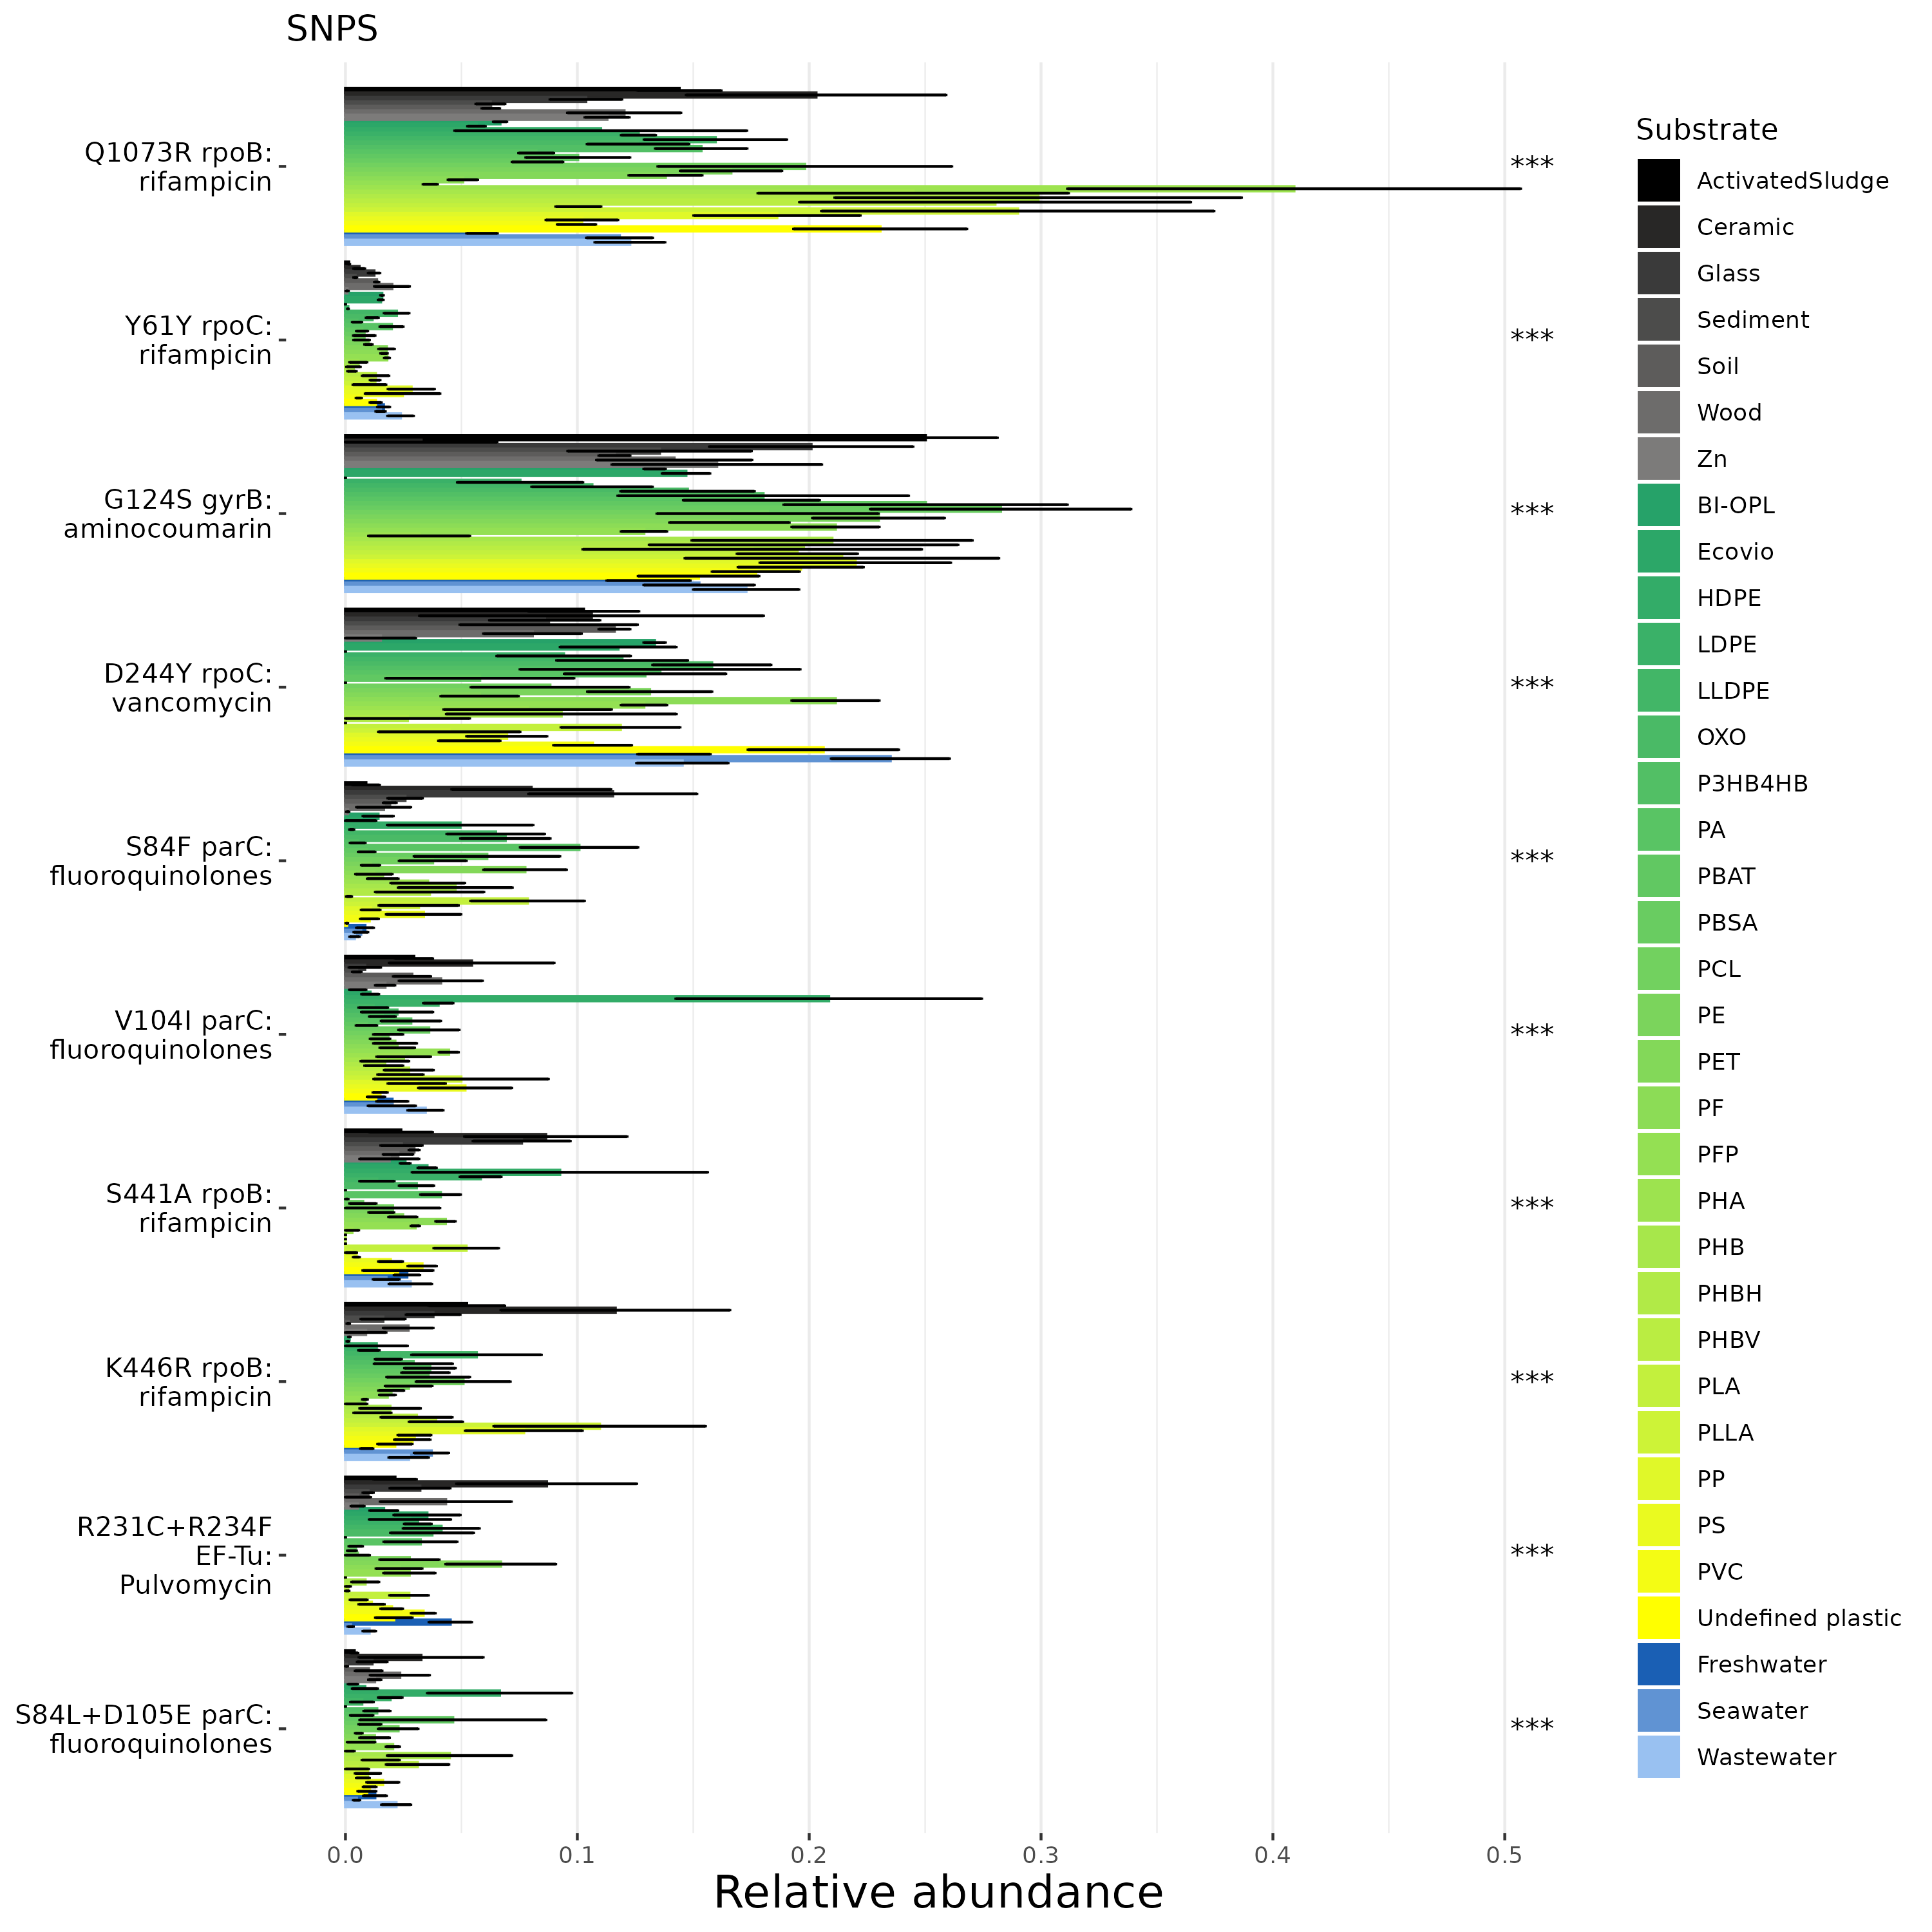 SNPS
Q1073R rpoB:
rifampicin
***
Y61Y rpoC:
rifampicin
***
G124S gyrB:
aminocoumarin
***
D244Y rpoC:
vancomycin
***
S84F parC:
fluoroquinolones
***
V104I parC:
fluoroquinolones
***
S441A rpoB:
rifampicin
***
K446R rpoB:
rifampicin
***
R231C+R234F
EF-Tu:
Pulvomycin
***
S84L+D105E parC:
fluoroquinolones
***
0.0
0.1
0.2
0.3
0.4
0.5
Relative abundance
Substrate
ActivatedSludge
Ceramic
Glass
Sediment
Soil
Wood
Zn
BI-OPL
Ecovio
HDPE
LDPE
LLDPE
OXO
P3HB4HB
PA
PBAT
PBSA
PCL
PE
PET
PF
PFP
PHA
PHB
PHBH
PHBV
PLA
PLLA
PP
PS
PVC
Undefined plastic
Freshwater
Seawater
Wastewater